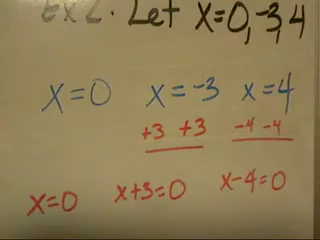 Ex 2. Let x=0,-3,4
x=0 x=-3 x=4
+3 +3 -4 -4
x=0 x+3=0 x-4=0